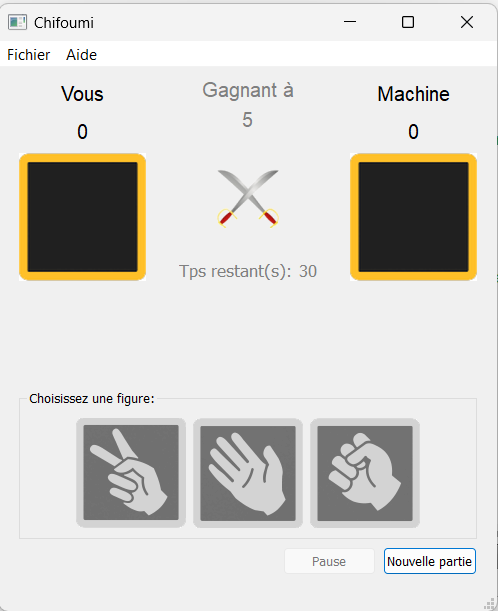 Chifoumi
Fichier Aide
Vous
Gagnant à
Machine
0
5
0
Tps restant(s): 30
Choisissez une figure:
Pause
Nouvelle partie